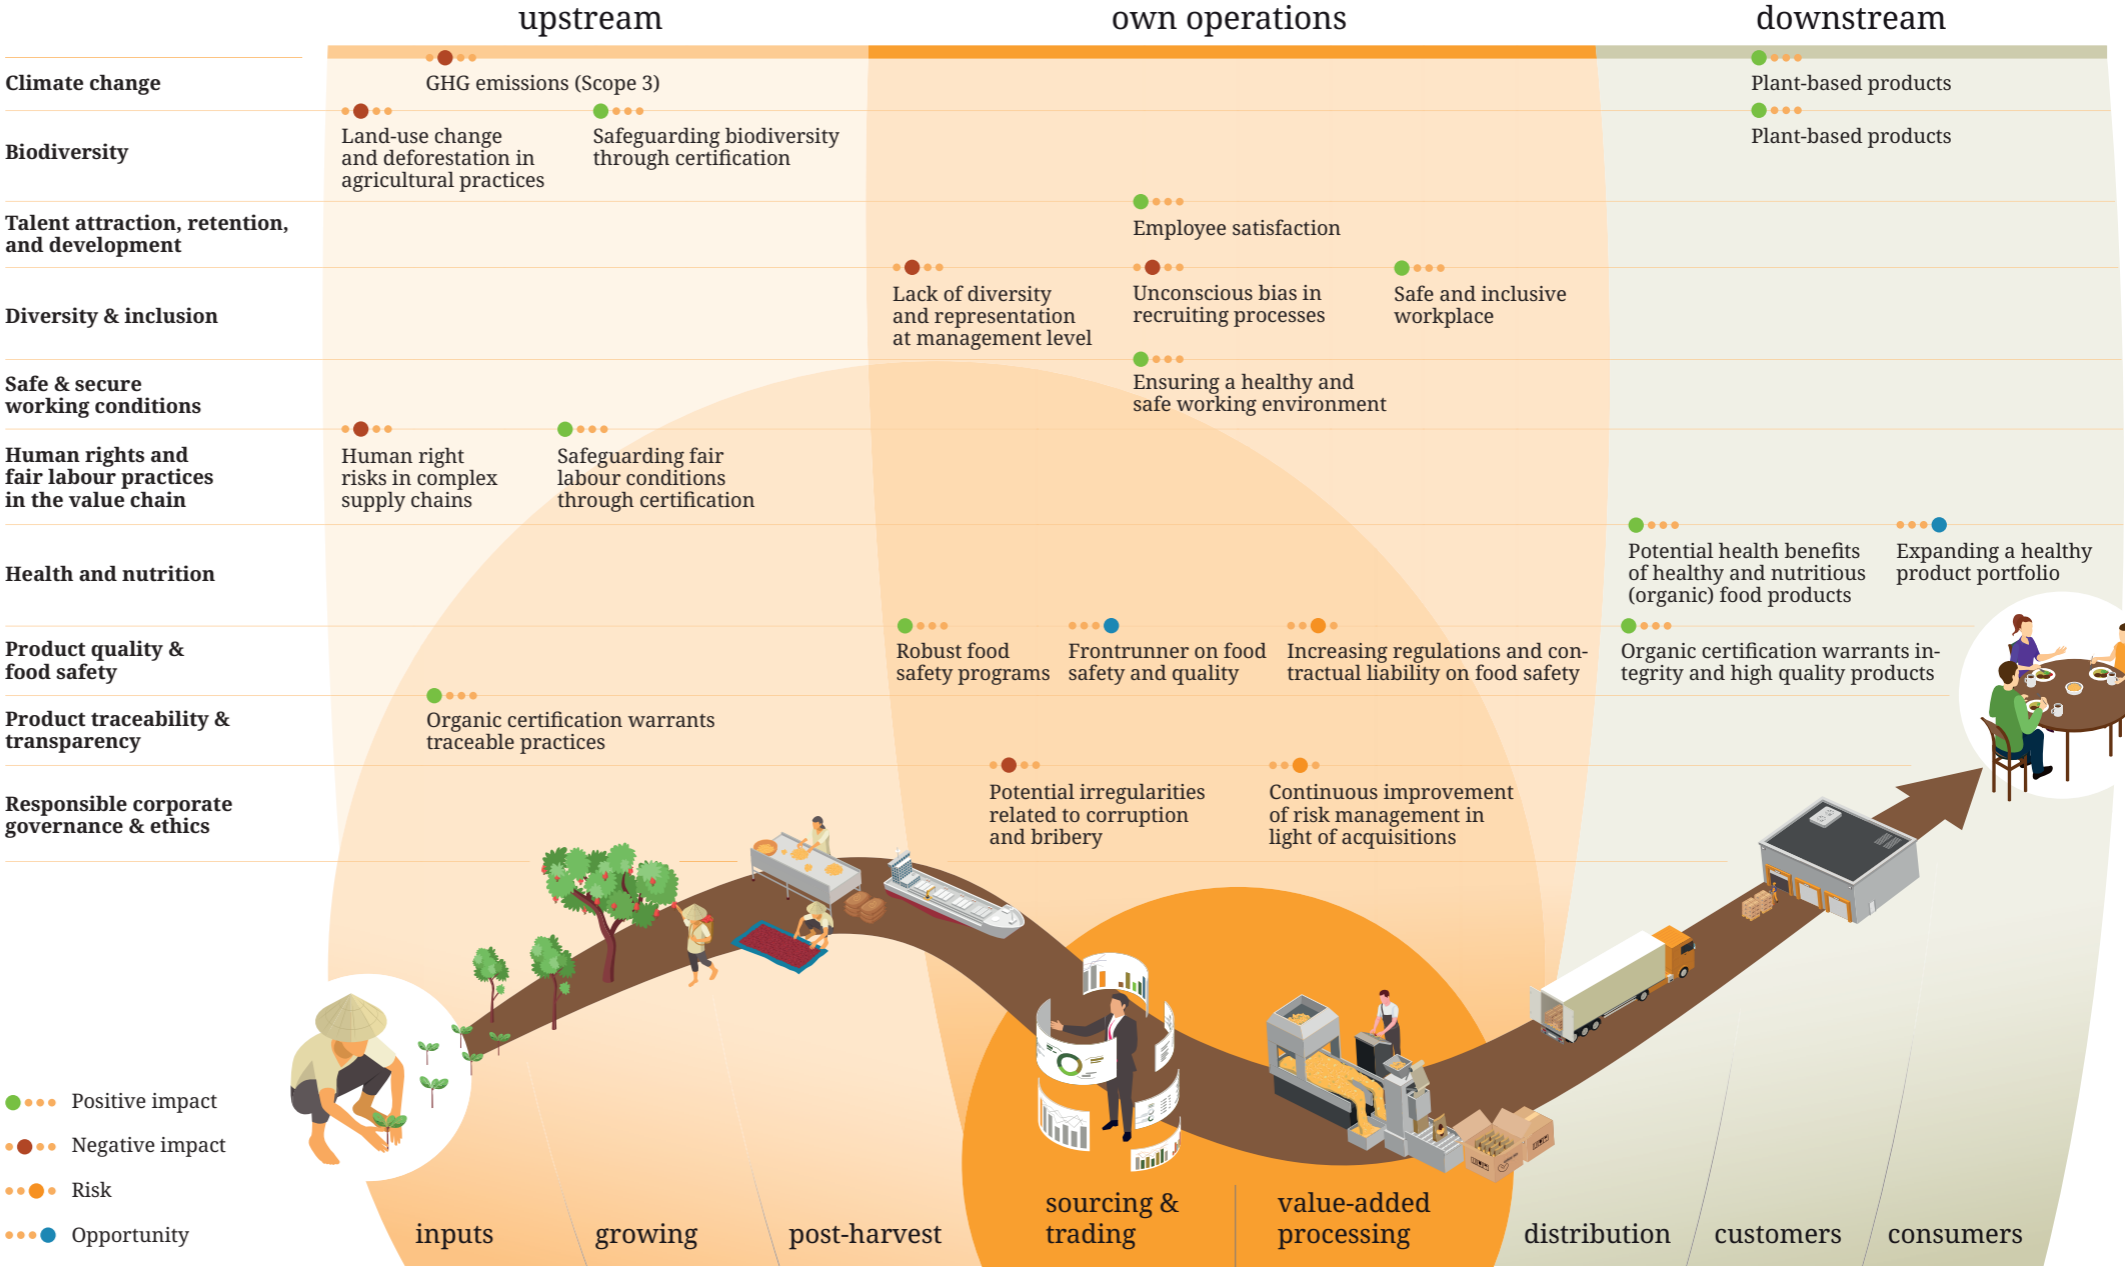 upstream
own operations
downstream
Climate change
GHG emissions (Scope 3)
Plant-based products
Biodiversity
Land-use change
and deforestation in
agricultural practices
Safeguarding biodiversity
through certification
Plant-based products
Talent attraction, retention,
and development
Employee satisfaction
Diversity & inclusion
Lack of diversity
and representation
at management level
Unconscious bias in
recruiting processes
Safe and inclusive
workplace
Safe & secure
working conditions
Ensuring a healthy and
safe working environment
Human rights and
fair labour practices
in the value chain
Human right
risks in complex
supply chains
Safeguarding fair
labour conditions
through certification
Health and nutrition
Potential health benefits
of healthy and nutritious
(organic) food products
Expanding a healthy
product portfolio
Product quality &
food safety
Robust food
safety programs
Frontrunner on food
safety and quality
Increasing regulations and con-
tractual liability on food safety
Organic certification warrants in-
tegrity and high quality products
Product traceability &
transparency
Organic certification warrants
traceable practices
Responsible corporate
governance & ethics
Potential irregularities
related to corruption
and bribery
Continuous improvement
of risk management in
light of acquisitions
Positive impact
Negative impact
Risk
Opportunity
inputs
growing
post-harvest
sourcing &
trading
value-added
processing
distribution
customers
consumers